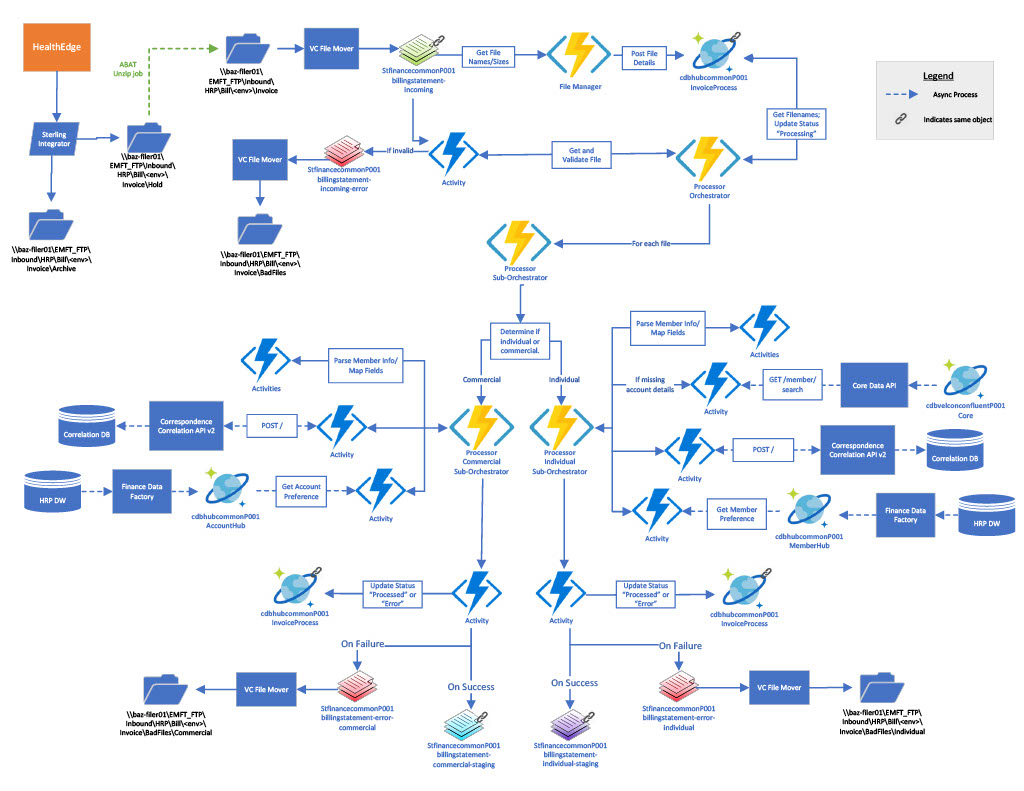 HealthEdge
ABAT
Unzip job
\\baz-filer01\
EMFT_FTP\Inbound\
HRP\Bill\<env>\Invoice
VC File Mover
Stfinancecommon​P001
billingstatement-
incoming
Get File
Names/Sizes
File Manager
Post File
Details
cdbhubcommonP001
InvoiceProcess
Legend
Async Process
Indicates same object
Sterling
Integrator
\\baz-filer01\
EMFT_FTP\Inbound\
HRP\Bill\<env>\
Invoice\Hold
\\baz-filer01\EMFT_FTP\
Inbound\HRP\Bill\<env>\
Invoice\Archive
VC File Mover
\\baz-filer01\EMFT_FTP\
Inbound\HRP\Bill\<env>\
Invoice\BadFiles
StfinancecommonP001
billingstatement-
incoming-error
If invalid
Activity
Get and
Validate File
Processor
Orchestrator
Get Filenames;
Update Status
"Processing"
For each file
Processor
Sub-Orchestrator
Determine if
individual or
commercial.
Commercial
Individual
Processor
Commercial
Sub-Orchestrator
Processor
Individual
Sub-Orchestrator
Activities
Parse Member Info/
Map Fields
Correlation DB
Correspondence
Correlation API v2
POST /
Activity
HRP DW
Finance Data
Factory
cdbhubcommonP001
AccountHub
Get Account
Preference
Activity
Parse Member Info/
Map Fields
Activities
If missing
account details
Activity
GET /member/
search
Core Data API
cdbvelconconfluentP001
Core
Activity
POST /
Correspondence
Correlation API v2
Correlation DB
Activity
Get Member
Preference
cdbhubcommonP001
MemberHub
Finance Data
Factory
HRP DW
cdbhubcommonP001
InvoiceProcess
Update Status
"Processed" or
"Error"
Activity
Activity
Update Status
"Processed" or
"Error"
cdbhubcommonP001
InvoiceProcess
On Failure
On Success
\\baz-filer01\EMFT_FTP\
Inbound\HRP\Bill\<env>\
Invoice\BadFiles\Commercial
VC File Mover
StfinancecommonP001
billingstatement-error-
commercial
StfinancecommonP001
billingstatement-
commercial-staging
On Failure
On Success
StfinancecommonP001
billingstatement-
individual-staging
StfinancecommonP001
billingstatement-error-
individual
VC File Mover
\\baz-filer01\EMFT_FTP\
Inbound\HRP\Bill\<env>\
Invoice\BadFiles\Individual